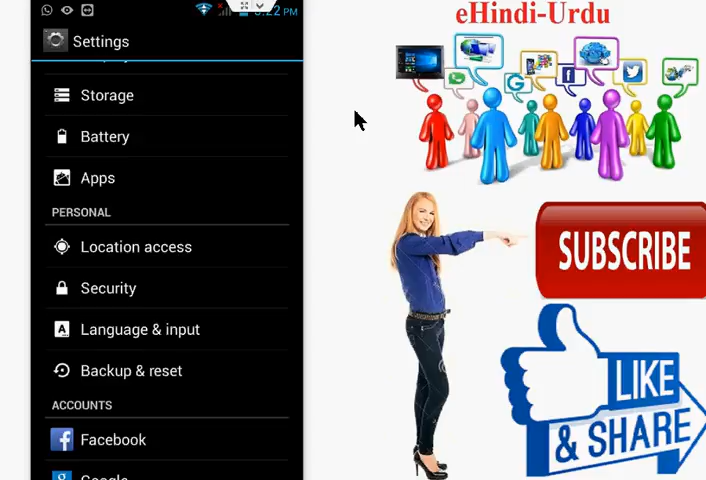 PM
Settings
Storage
Battery
Apps
PERSONAL
Location access
Security
Language & input
Backup & reset
ACCOUNTS
Facebook
eHindi-Urdu
SUBSCRIBE
LIKE
& SHARE